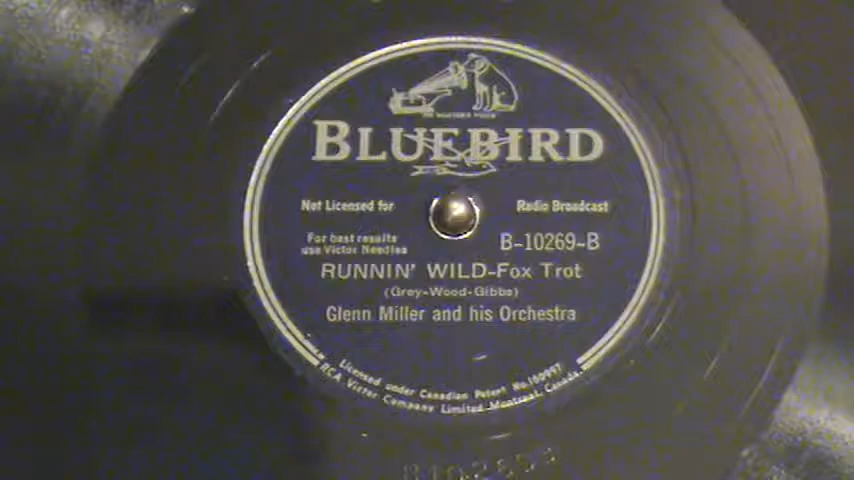 BLUEBIRD
Not Licensed for Radio Broadcast
For best results
use Victor Needles
B-10269-B
RUNNIN' WILD-Fox Trot
(Grey-Wood-Gibbs)
Glenn Miller and his Orchestra
Licensed under Canadian Patent No.160997
RCA Victor Company Limited Montreal, Canada.